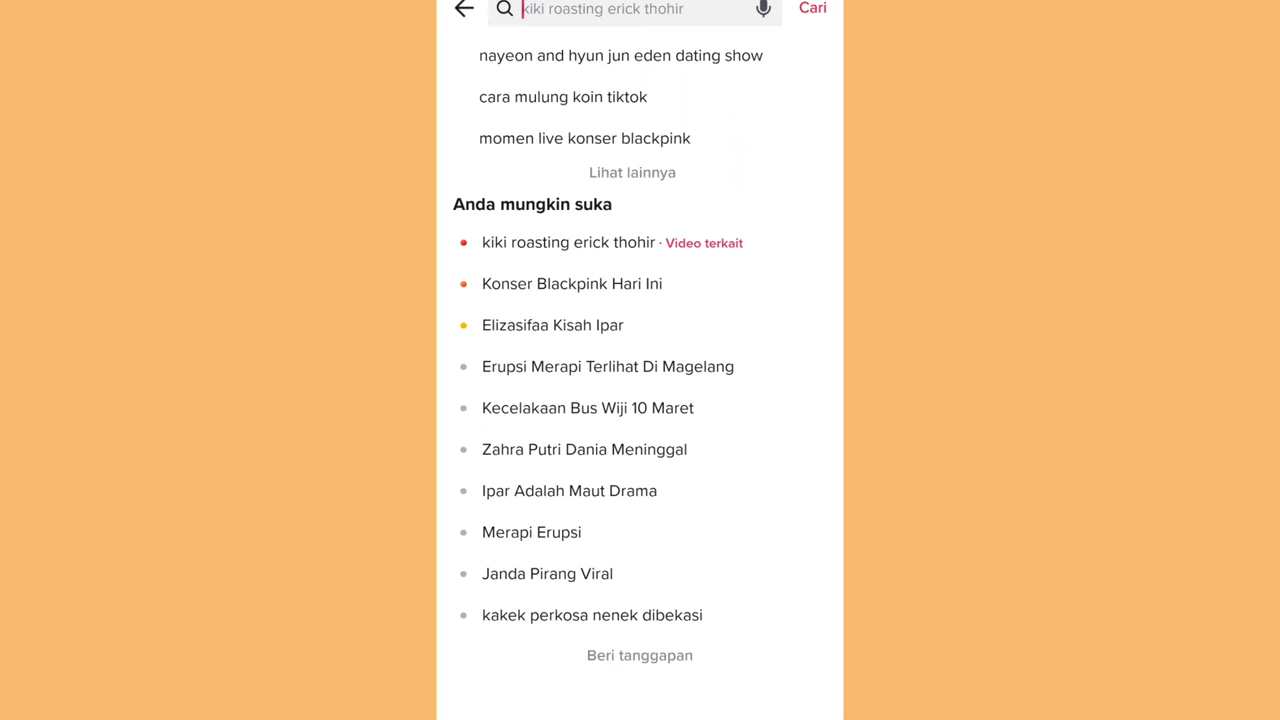 kiki roasting erick thohir Cari
nayeon and hyun jun eden dating show
cara mulung koin tiktok
momen live konser blackpink
Lihat lainnya
Anda mungkin suka
kiki roasting erick thohir · Video terkait
Konser Blackpink Hari Ini
Elizasifaa Kisah Ipar
Erupsi Merapi Terlihat Di Magelang
Kecelakaan Bus Wiji 10 Maret
Zahra Putri Dania Meninggal
Ipar Adalah Maut Drama
Merapi Erupsi
Janda Pirang Viral
kakek perkosa nenek dibekasi
Beri tanggapan